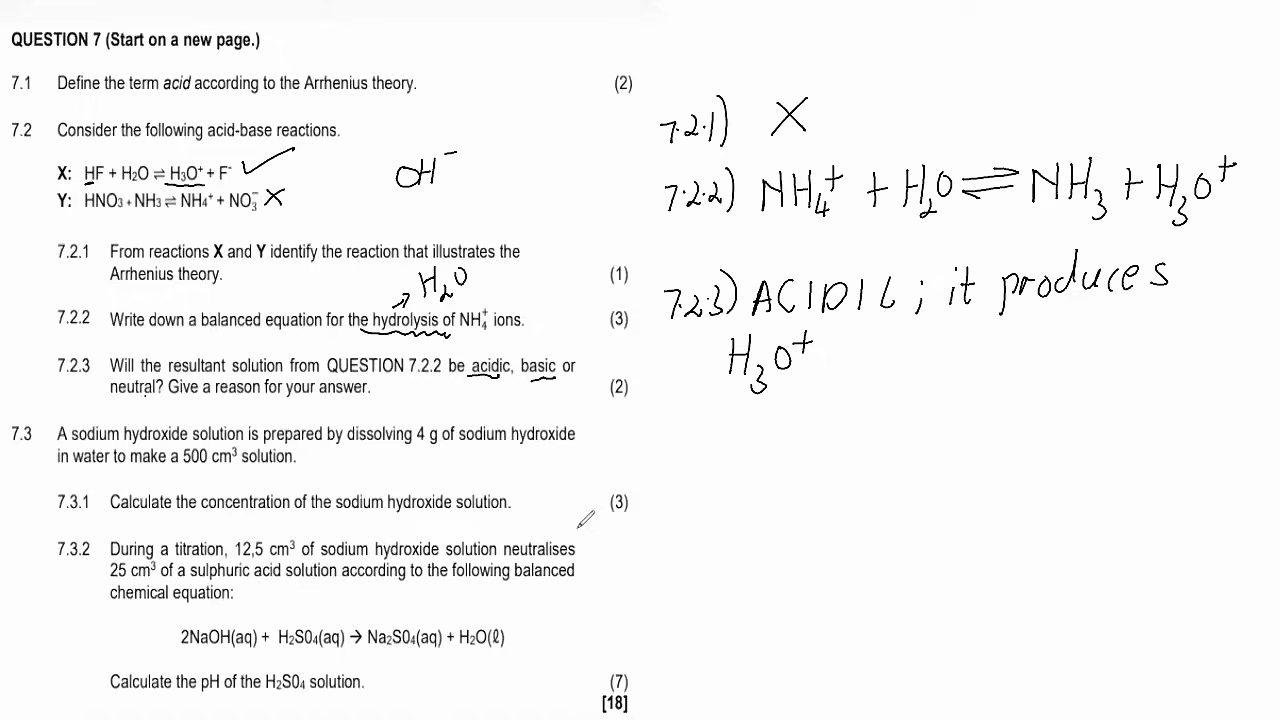 QUESTION 7 (Start on a new page.)
7.1 Define the term acid according to the Arrhenius theory. (2)
7.2 Consider the following acid-base reactions.
X: HF + H₂O ⇌ H₃O⁺ + F⁻ ✓
OH⁻
Y: HNO₃ + NH₃ ⇌ NH₄⁺ + NO₃⁻ X
7.2.1 From reactions X and Y identify the reaction that illustrates the
Arrhenius theory. (1)
→ H₂O
7.2.2 Write down a balanced equation for the hydrolysis of NH₄⁺ ions. (3)
7.2.3 Will the resultant solution from QUESTION 7.2.2 be acidic, basic or
neutral? Give a reason for your answer. (2)
7.3 A sodium hydroxide solution is prepared by dissolving 4 g of sodium hydroxide
in water to make a 500 cm³ solution.
7.3.1 Calculate the concentration of the sodium hydroxide solution. (3)
7.3.2 During a titration, 12,5 cm³ of sodium hydroxide solution neutralises
25 cm³ of a sulphuric acid solution according to the following balanced
chemical equation:
2NaOH(aq) + H₂S0₄(aq) → Na₂S0₄(aq) + H₂O(ℓ)
Calculate the pH of the H₂S0₄ solution. (7)
[18]
7.2.1) X
7.2.2) NH₄⁺ + H₂O ⇌ NH₃ + H₃O⁺
7.2.3) ACIDIC ; it produces
H₃O⁺